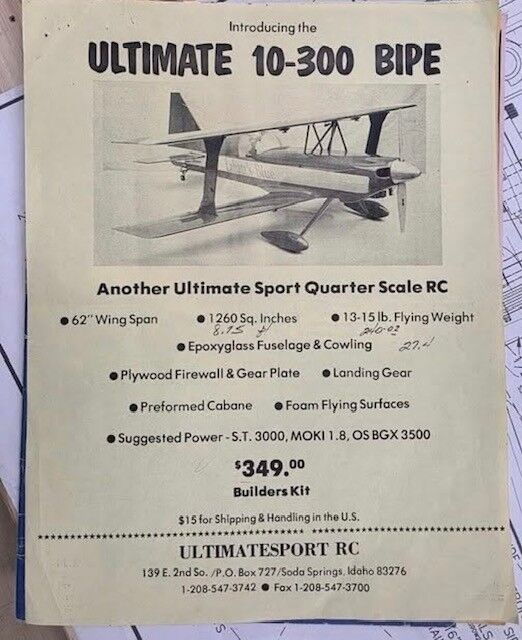 Introducing the
ULTIMATE 10-300 BIPE
Another Ultimate Sport Quarter Scale RC
● 62" Wing Span ● 1260 Sq. Inches ● 13-15 lb. Flying Weight
8.75 240-02
● Epoxyglass Fuselage & Cowling 27.4
● Plywood Firewall & Gear Plate ● Landing Gear
● Preformed Cabane ● Foam Flying Surfaces
● Suggested Power - S.T. 3000, MOKI 1.8, OS BGX 3500
$349.00
Builders Kit
$15 for Shipping & Handling in the U.S.
ULTIMATESPORT RC
139 E. 2nd So. /P.O. Box 727/Soda Springs, Idaho 83276
1-208-547-3742 ● Fax 1-208-547-3700